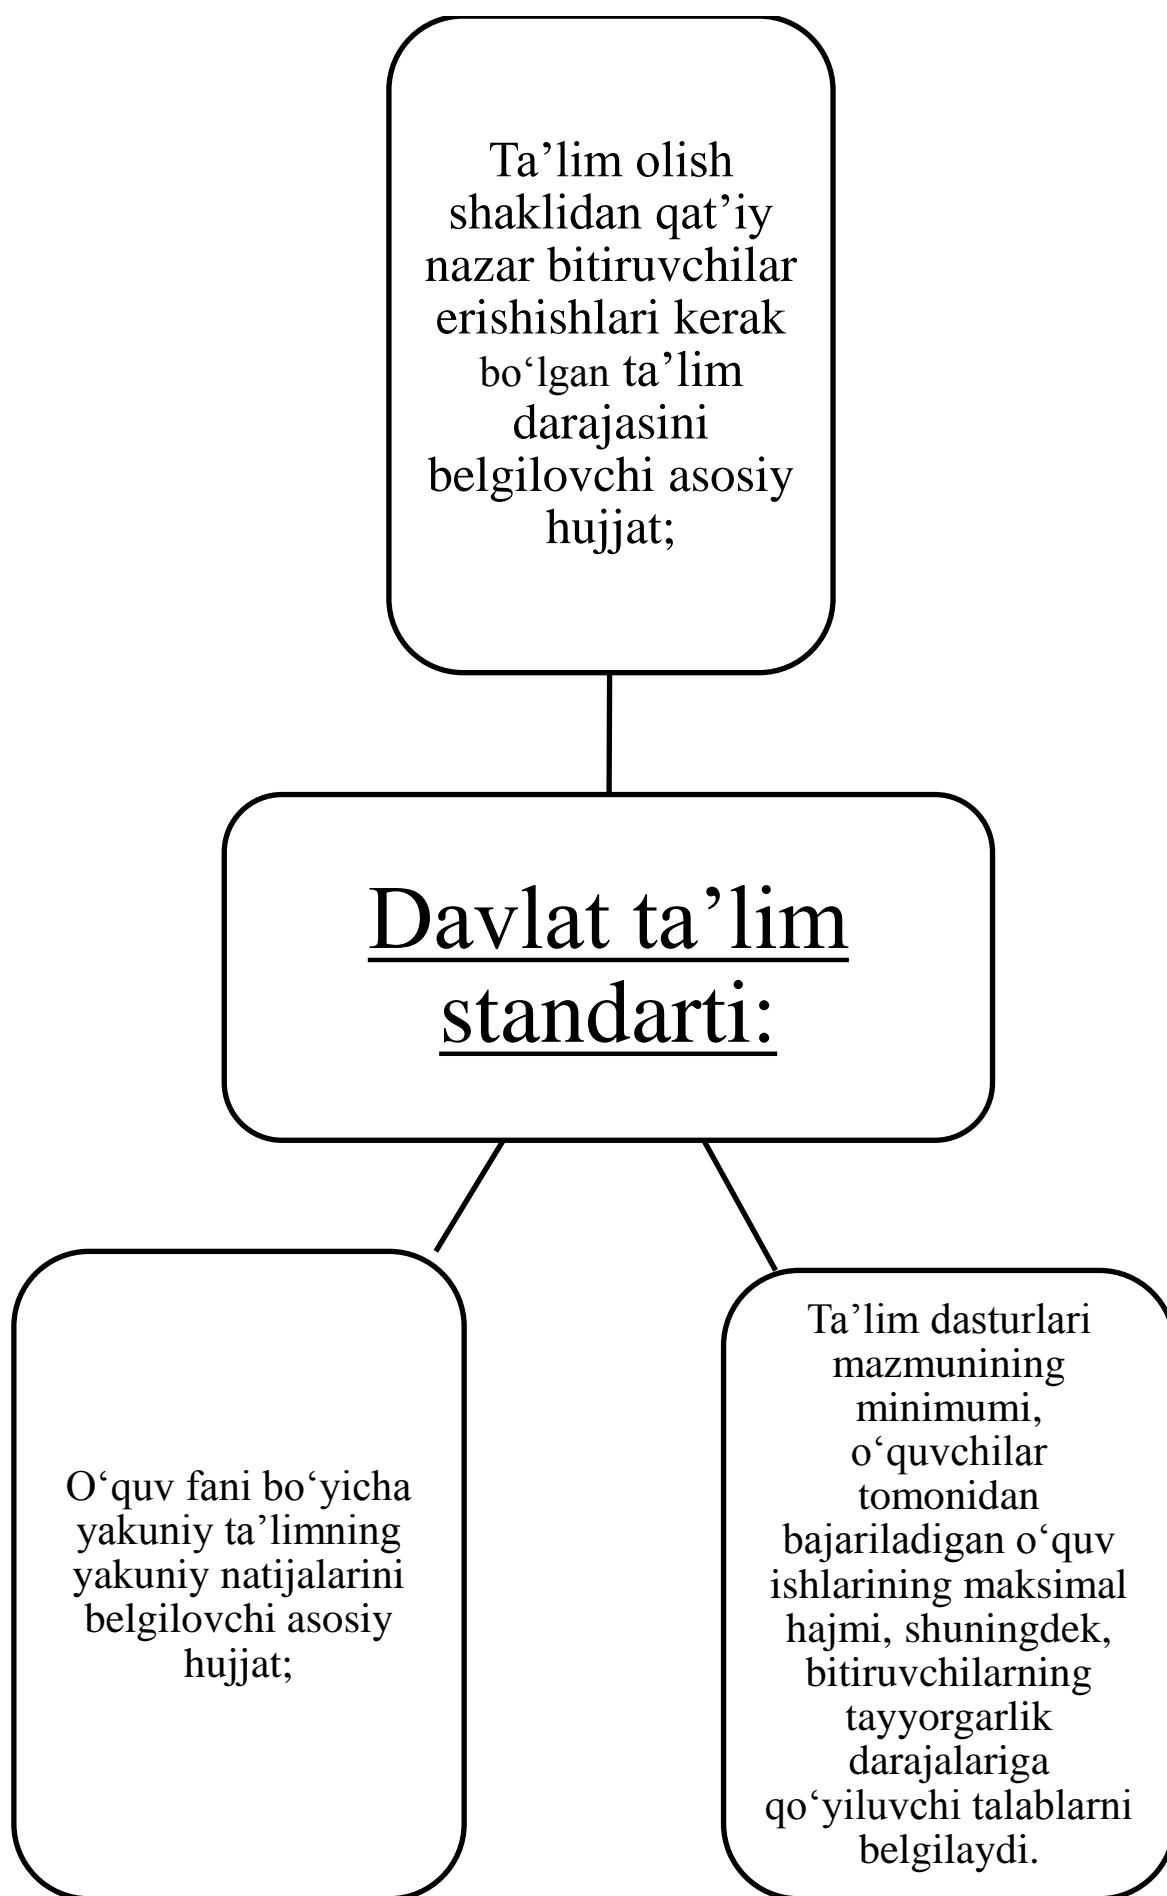 Ta’lim olish
shaklidan qat’iy
nazar bitiruvchilar
erishishlari kerak
bo‘lgan ta’lim
darajasini
belgilovchi asosiy
hujjat;
Davlat ta’lim
standarti:
O‘quv fani bo‘yicha
yakuniy ta’limning
yakuniy natijalarini
belgilovchi asosiy
hujjat;
Ta’lim dasturlari
mazmunining
minimumi,
o‘quvchilar
tomonidan
bajariladigan o‘quv
ishlarining maksimal
hajmi, shuningdek,
bitiruvchilarning
tayyorgarlik
darajalariga
qo‘yiluvchi talablarni
belgilaydi.